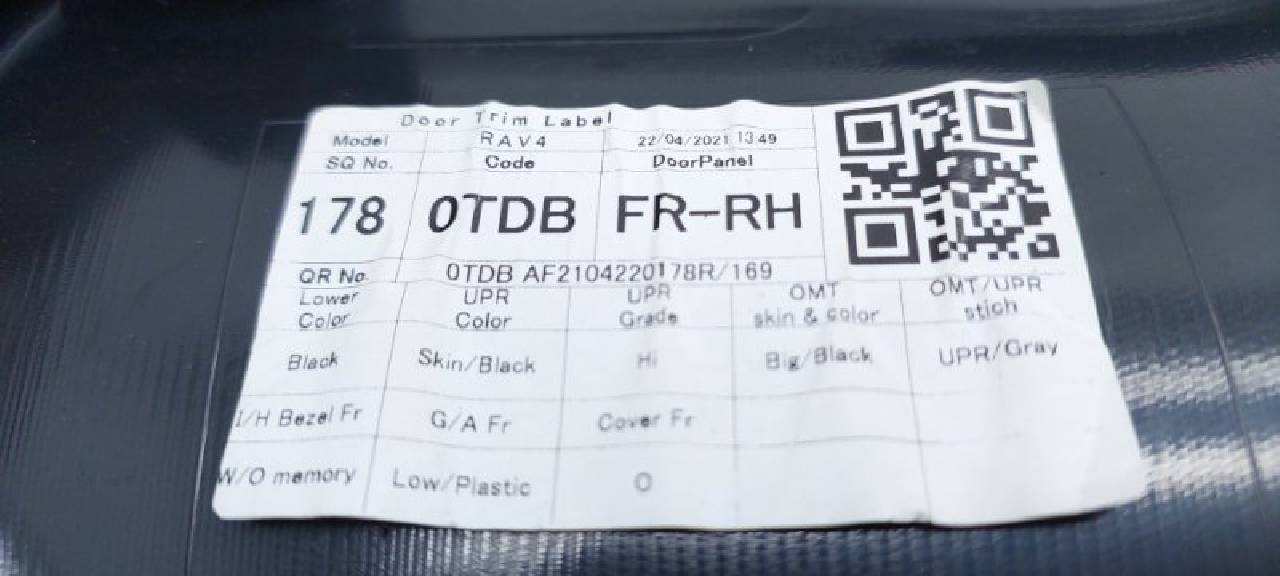 Door Trim Label
Model RAV4 22/04/2021 13:49
SQ No. Code DoorPanel
178 0TDB FR-RH
QR No. 0TDB AF2104220178R/169
Lower UPR UPR OMT OMT/UPR
Color Color Grade skin & color stich
Black Skin/Black Hi Big/Black UPR/Gray
I/H Bezel Fr G/A Fr Cover Fr
W/O memory Low/Plastic O